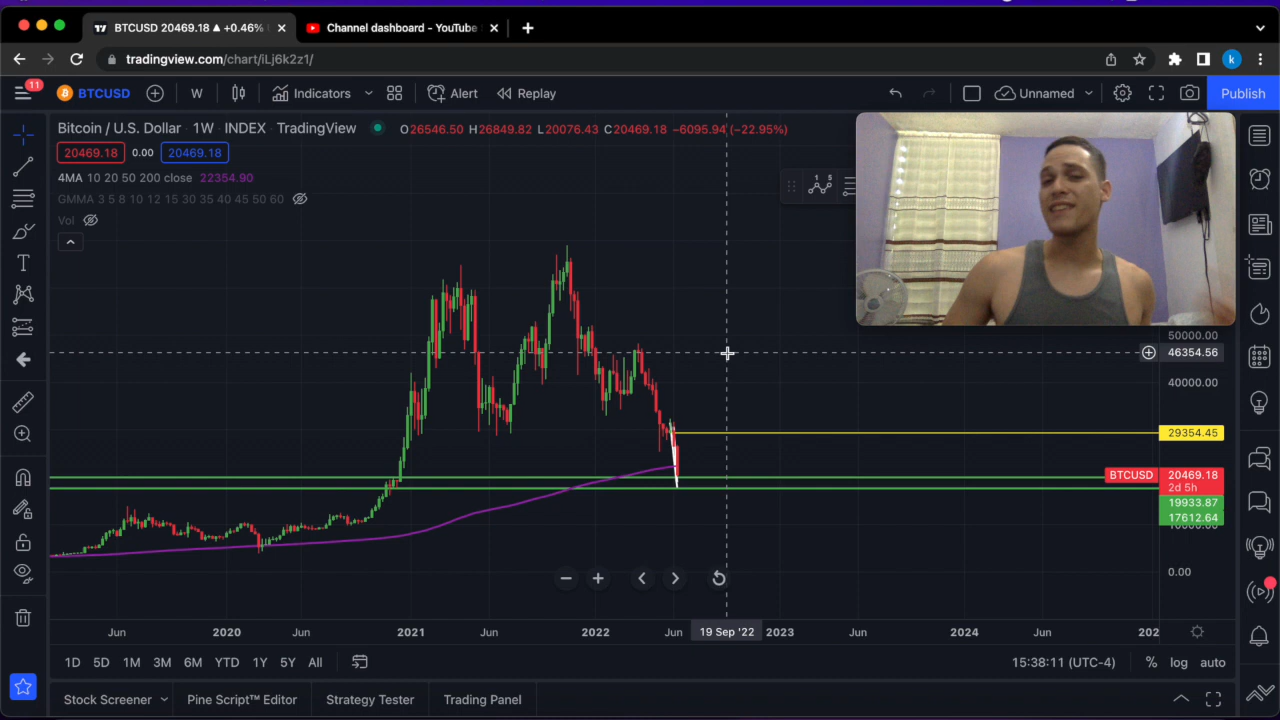 BTCUSD 20469.18 ▲ +0.46%
Channel dashboard - YouTube
tradingview.com/chart/iLj6k2z1/
k
11
BTCUSD
W
Indicators
Alert
Replay
Unnamed
Publish
Bitcoin / U.S. Dollar · 1W · INDEX · TradingView
O26546.50 H26849.82 L20076.43 C20469.18 −6095.94 (−22.95%)
20469.18 0.00 20469.18
4MA 10 20 50 200 close 22354.90
GMMA 3 5 8 10 12 15 30 35 40 45 50 60
Vol
1 5
50000.00
46354.56
40000.00
29354.45
BTCUSD 20469.18
2d 5h
19933.87
17612.64
10000.00
0.00
Jun 2020 Jun 2021 Jun 2022 Jun 19 Sep '22 2023 Jun 2024 Jun 202
1D 5D 1M 3M 6M YTD 1Y 5Y All
15:38:11 (UTC-4) % log auto
Stock Screener Pine Script™ Editor Strategy Tester Trading Panel